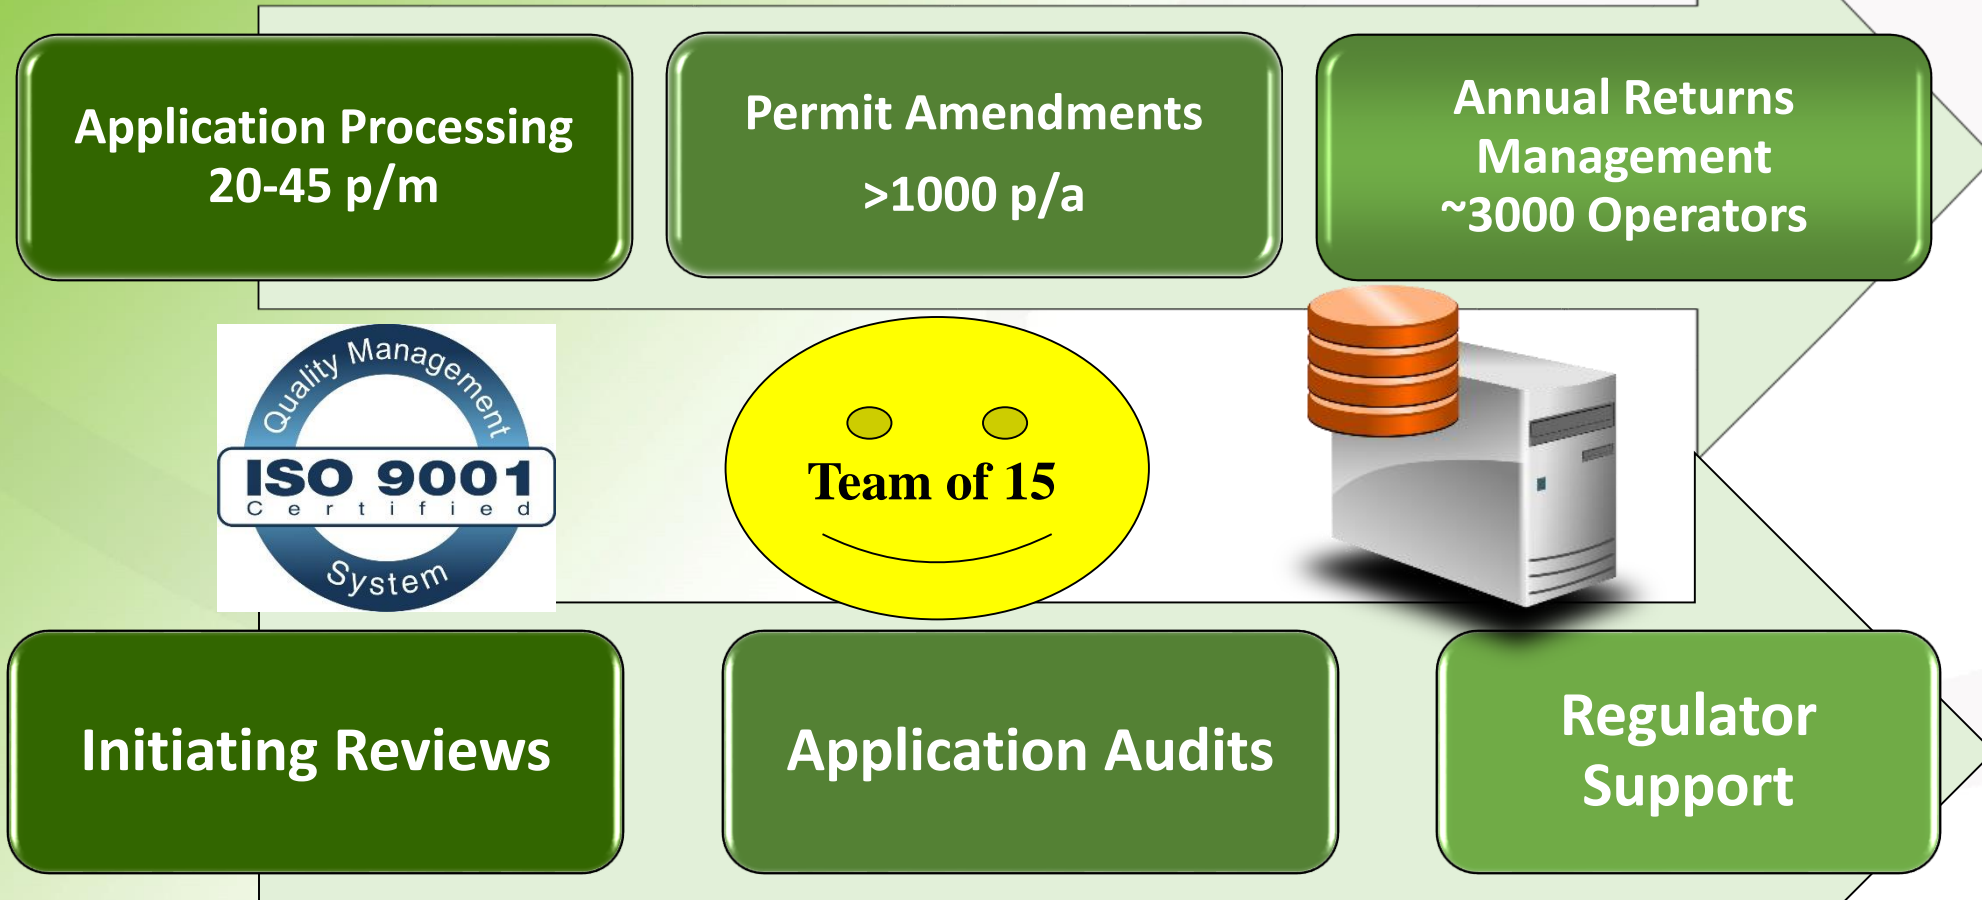 Application Processing
20-45 p/m
Permit Amendments
>1000 p/a
Annual Returns
Management
~3000 Operators
Quality Management
ISO 9001
Certified
System
Team of 15
Initiating Reviews
Application Audits
Regulator
Support